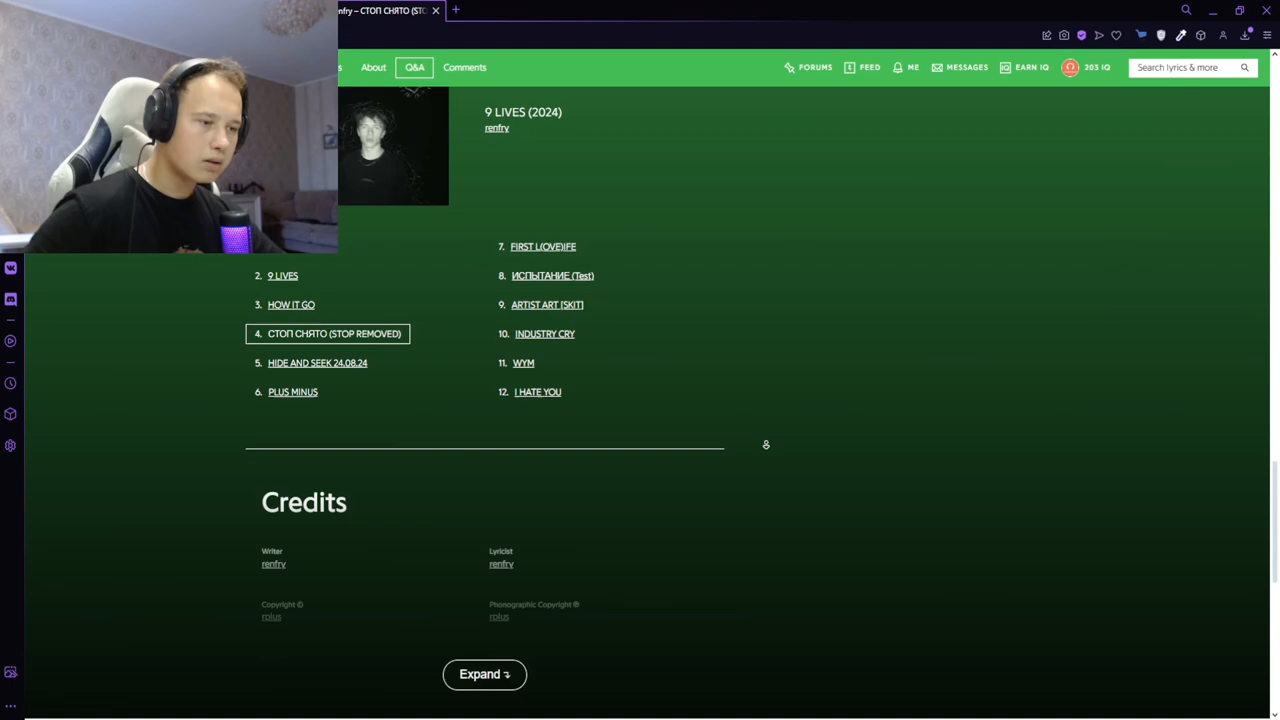 renfry – СТОП СНЯТО (STO
About
Q&A
Comments
FORUMS
FEED
ME
MESSAGES
EARN IQ
203 IQ
Search lyrics & more
9 LIVES (2024)
renfry
2. 9 LIVES
3. HOW IT GO
4. СТОП СНЯТО (STOP REMOVED)
5. HIDE AND SEEK 24.08.24
6. PLUS MINUS
7. FIRST L(OVE)IFE
8. ИСПЫТАНИЕ (Test)
9. ARTIST ART [SKIT]
10. INDUSTRY CRY
11. WYM
12. I HATE YOU
Credits
Writer
renfry
Lyricist
renfry
Copyright ©
rplus
Phonographic Copyright ℗
rplus
Expand